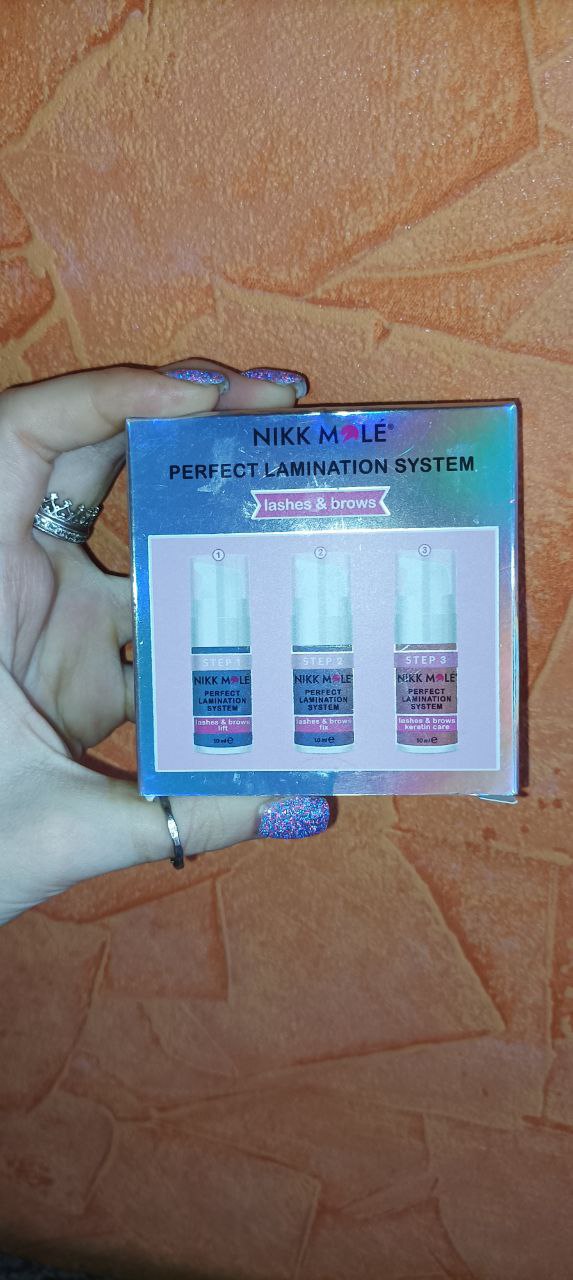 NIKK MOLÉ®
PERFECT LAMINATION SYSTEM
lashes & brows
1
2
3
STEP 1
NIKK MOLÉ
PERFECT
LAMINATION
SYSTEM
lashes & brows
lift
10 ml e
STEP 2
NIKK MOLÉ
PERFECT
LAMINATION
SYSTEM
lashes & brows
fix
10 ml e
STEP 3
NIKK MOLÉ
PERFECT
LAMINATION
SYSTEM
lashes & brows
keratin care
10 ml e